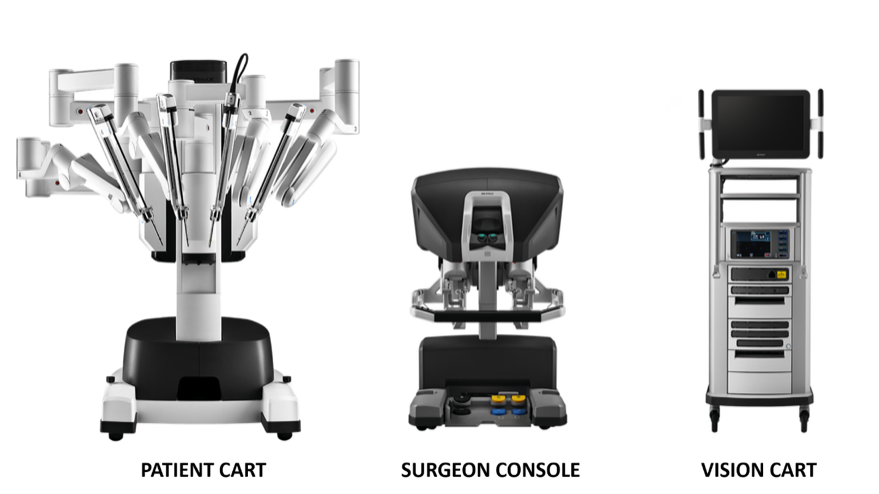 PATIENT CART
SURGEON CONSOLE
VISION CART